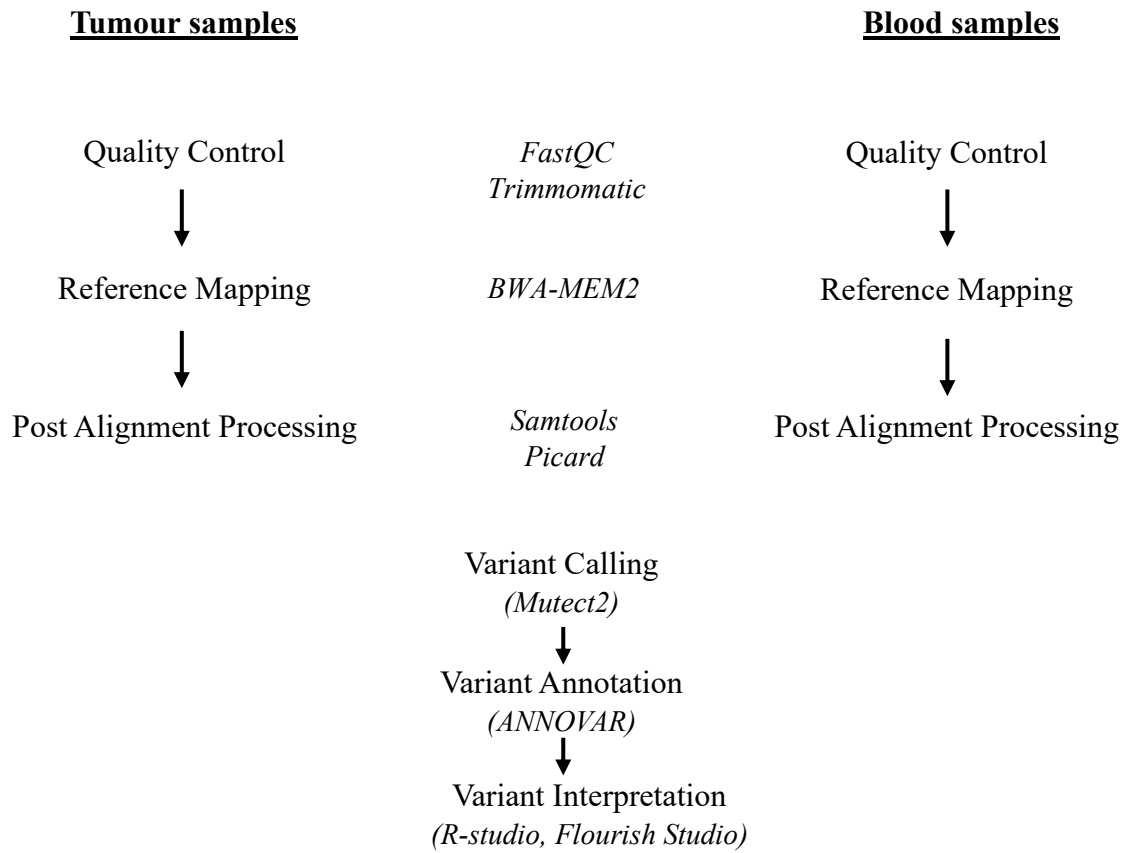 Tumour samples
Blood samples
Quality Control
FastQC
Trimmomatic
Quality Control
Reference Mapping
BWA-MEM2
Reference Mapping
Post Alignment Processing
Samtools
Picard
Post Alignment Processing
Variant Calling
(Mutect2)
Variant Annotation
(ANNOVAR)
Variant Interpretation
(R-studio, Flourish Studio)